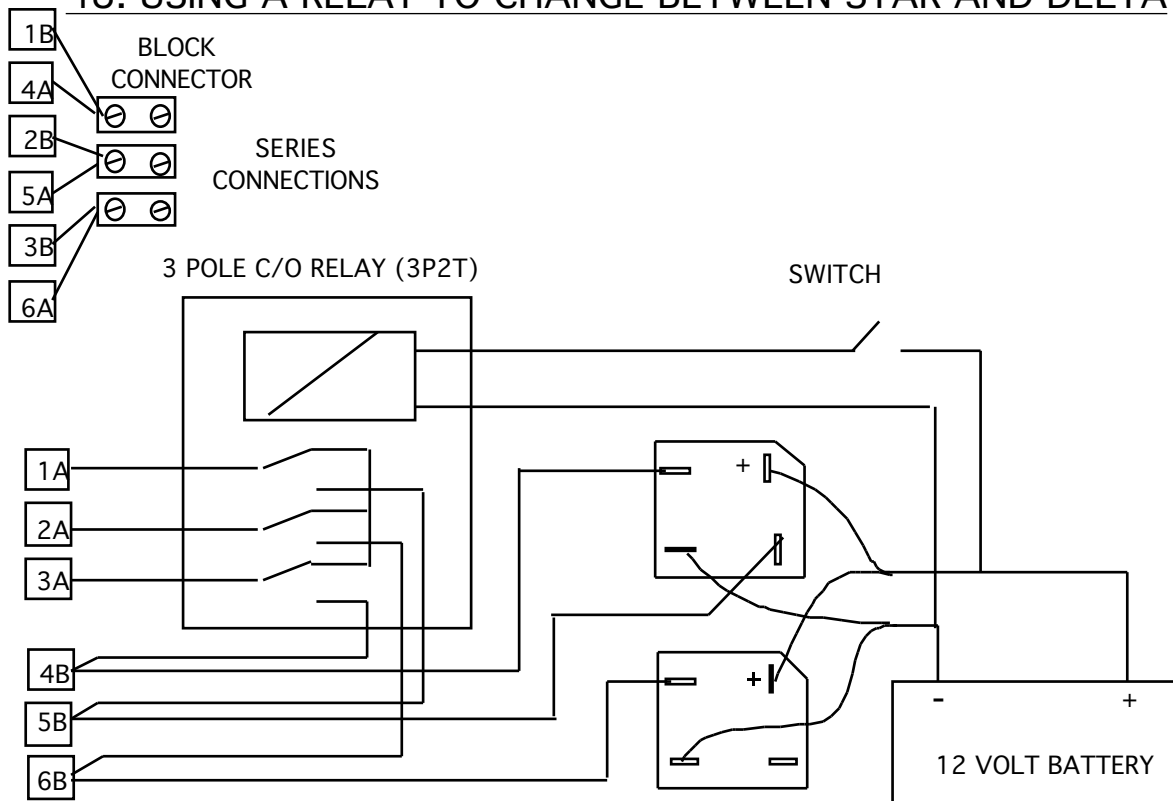 USING A RELAY TO CHANGE BETWEEN STAR AND DELTA
1B
4A
2B
5A
3B
6A
BLOCK
CONNECTOR
SERIES
CONNECTIONS
3 POLE C/O RELAY (3P2T)
SWITCH
1A
2A
3A
4B
5B
6B
+
+
- +
12 VOLT BATTERY